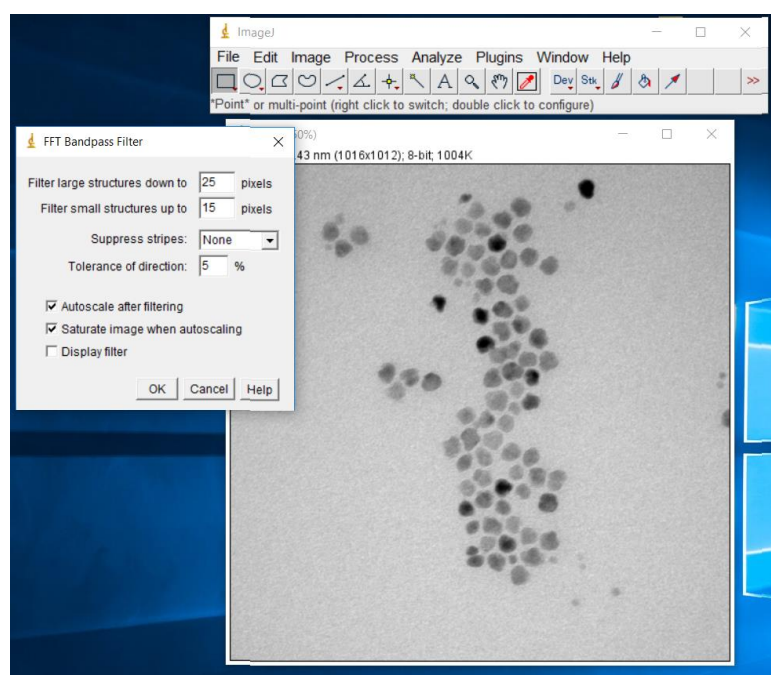 ImageJ
File Edit Image Process Analyze Plugins Window Help
Dev Stk >>
*Point* or multi-point (right click to switch; double click to configure)
FFT Bandpass Filter
0%)
43 nm (1016x1012); 8-bit; 1004K
Filter large structures down to 25 pixels
Filter small structures up to 15 pixels
Suppress stripes: None
Tolerance of direction: 5 %
Autoscale after filtering
Saturate image when autoscaling
Display filter
OK Cancel Help